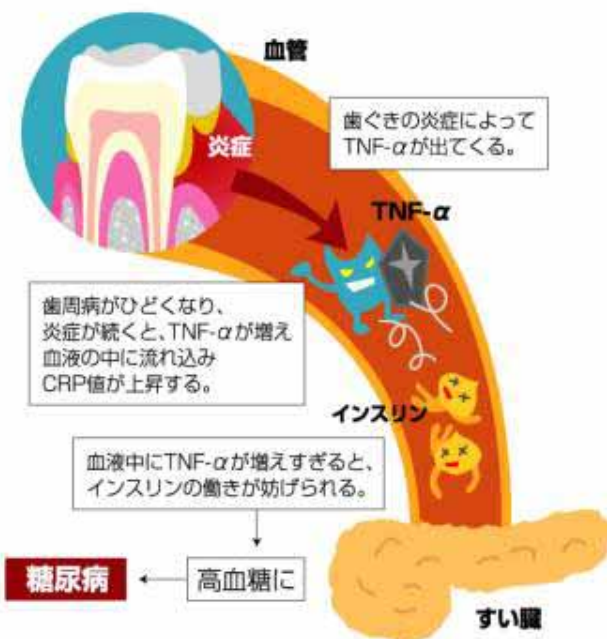 血管
歯ぐきの炎症によって
TNF-αが出てくる。
炎症
TNF-α
歯周病がひどくなり、
炎症が続くと、TNF-αが増え
血液の中に流れ込み
CRP値が上昇する。
インスリン
血液中にTNF-αが増えすぎると、
インスリンの働きが妨げられる。
糖尿病
高血糖に
すい臓